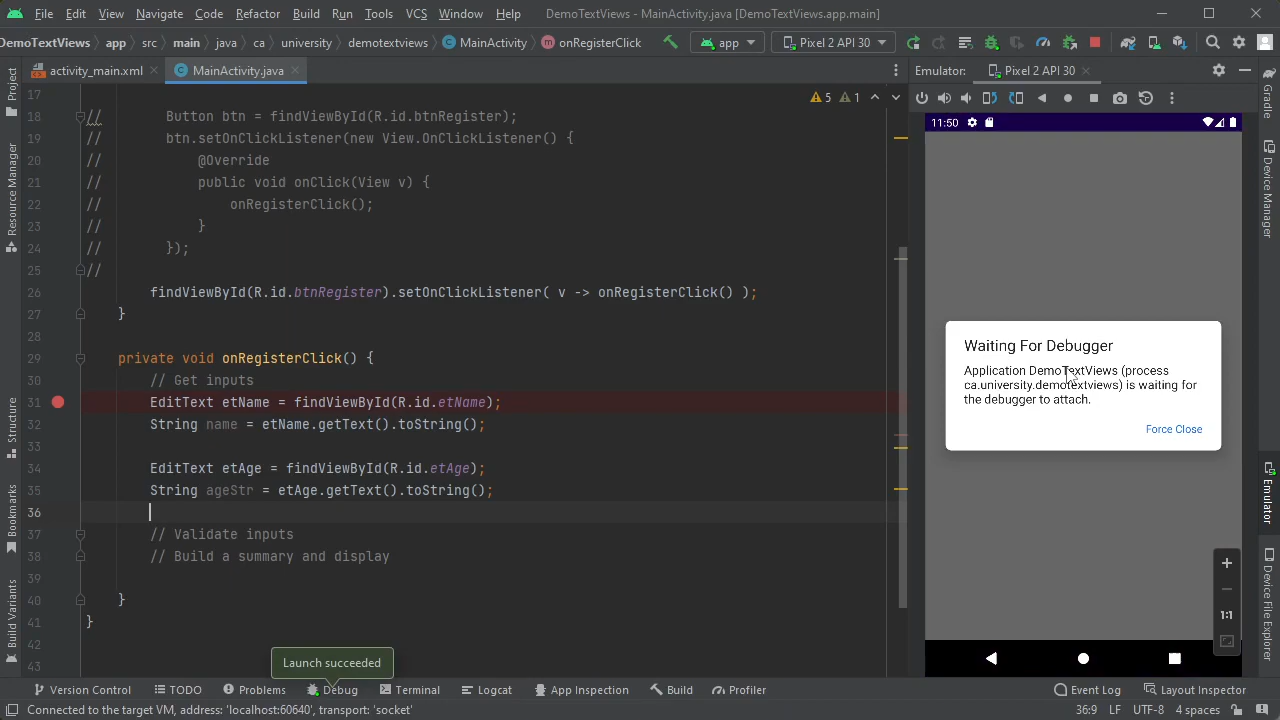 File Edit View Navigate Code Refactor Build Run Tools VCS Window Help DemoTextViews - MainActivity.java [DemoTextViews.app.main]
DemoTextViews app src main java ca university demotextviews MainActivity onRegisterClick app Pixel 2 API 30
activity_main.xml MainActivity.java Emulator: Pixel 2 API 30
Project
Resource Manager
Structure
Bookmarks
Build Variants
17
18 // Button btn = findViewById(R.id.btnRegister);
19 // btn.setOnClickListener(new View.OnClickListener() {
20 // @Override
21 // public void onClick(View v) {
22 // onRegisterClick();
23 // }
24 // });
25 //
26 findViewById(R.id.btnRegister).setOnClickListener( v -> onRegisterClick() );
27 }
28
29 private void onRegisterClick() {
30 // Get inputs
31 EditText etName = findViewById(R.id.etName);
32 String name = etName.getText().toString();
33
34 EditText etAge = findViewById(R.id.etAge);
35 String ageStr = etAge.getText().toString();
36
37 // Validate inputs
38 // Build a summary and display
39
40 }
41 }
42
43
5 1
11:50
Waiting For Debugger
Application DemoTextViews (process
ca.university.demotextviews) is waiting for
the debugger to attach.
Force Close
1:1
Gradle
Device Manager
Emulator
Device File Explorer
Launch succeeded
Version Control TODO Problems Debug Terminal Logcat App Inspection Build Profiler Event Log Layout Inspector
Connected to the target VM, address: 'localhost:60640', transport: 'socket' 36:9 LF UTF-8 4 spaces